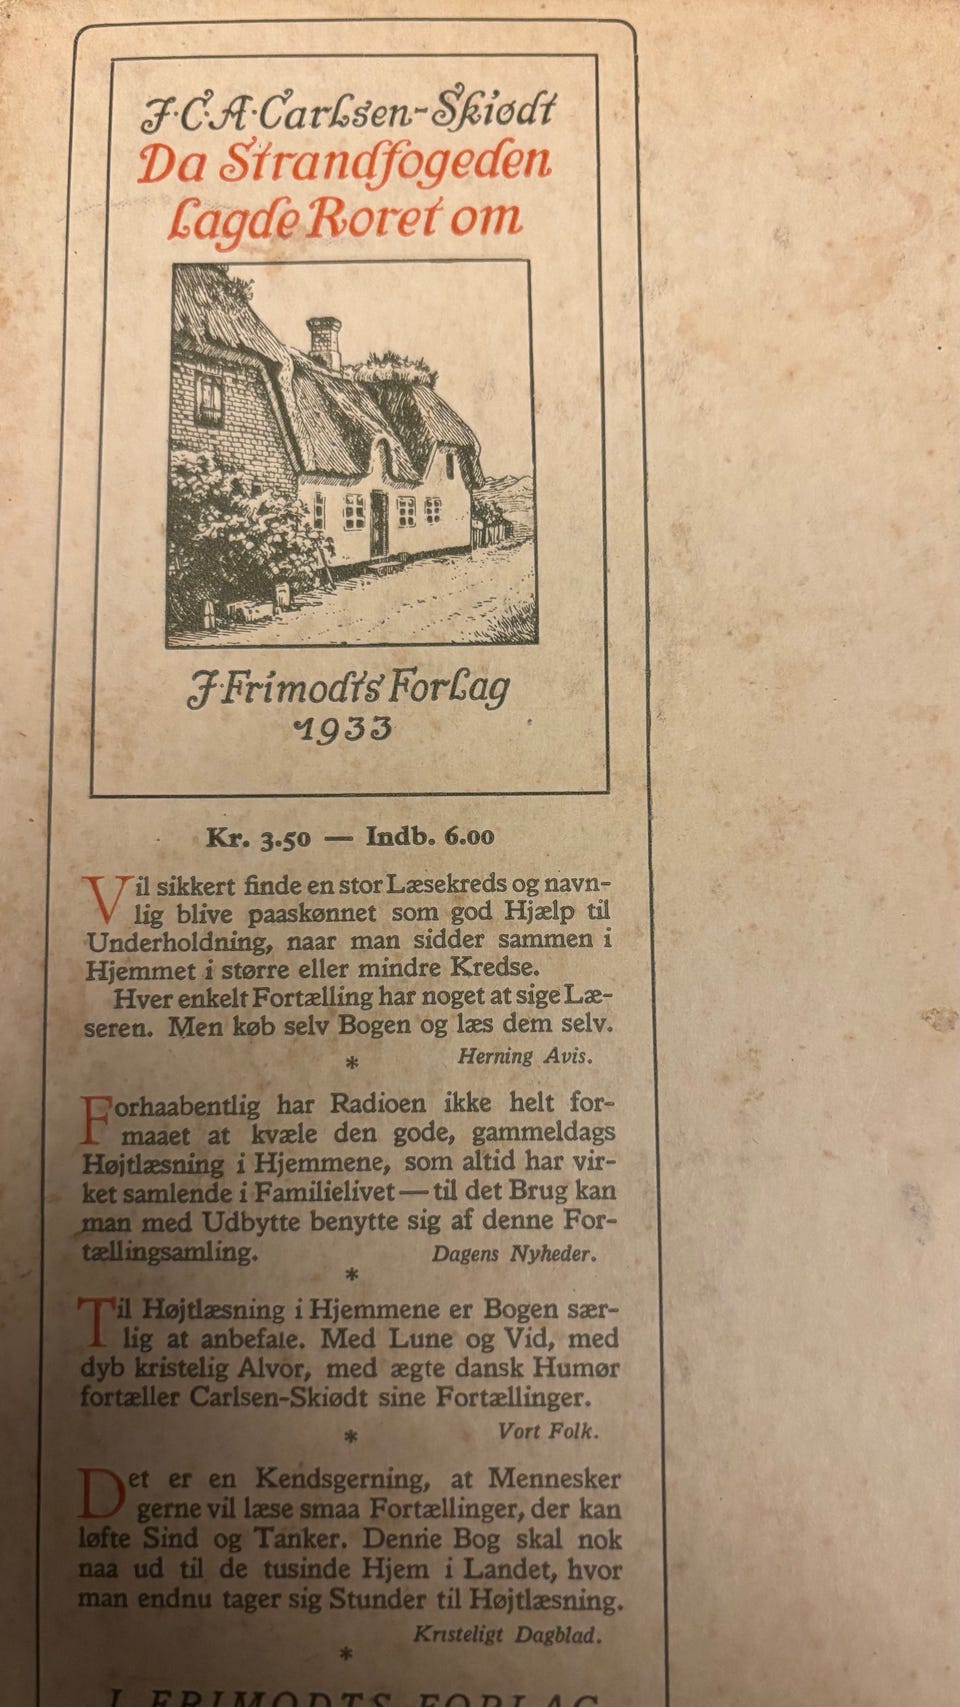 J. C. A. Carlsen-Skiødt
Da Strandfogeden
lagde Roret om
J. Frimodts Forlag
1933
Kr. 3.50 — Indb. 6.00
Vil sikkert finde en stor Læsekreds og navn-
lig blive paaskønnet som god Hjælp til
Underholdning, naar man sidder sammen i
Hjemmet i større eller mindre Kredse.
Hver enkelt Fortælling har noget at sige Læ-
seren. Men køb selv Bogen og læs dem selv.
Herning Avis.
*
Forhaabentlig har Radioen ikke helt for-
maaet at kvæle den gode, gammeldags
Højtlæsning i Hjemmene, som altid har vir-
ket samlende i Familielivet — til det Brug kan
man med Udbytte benytte sig af denne For-
tællingsamling.
Dagens Nyheder.
*
Til Højtlæsning i Hjemmene er Bogen sær-
lig at anbefale. Med Lune og Vid, med
dyb kristelig Alvor, med ægte dansk Humør
fortæller Carlsen-Skiødt sine Fortællinger.
Vort Folk.
*
Det er en Kendsgerning, at Mennesker
gerne vil læse smaa Fortællinger, der kan
løfte Sind og Tanker. Denne Bog skal nok
naa ud til de tusinde Hjem i Landet, hvor
man endnu tager sig Stunder til Højtlæsning.
Kristeligt Dagblad.
*
J. FRIMODTS FORLAG